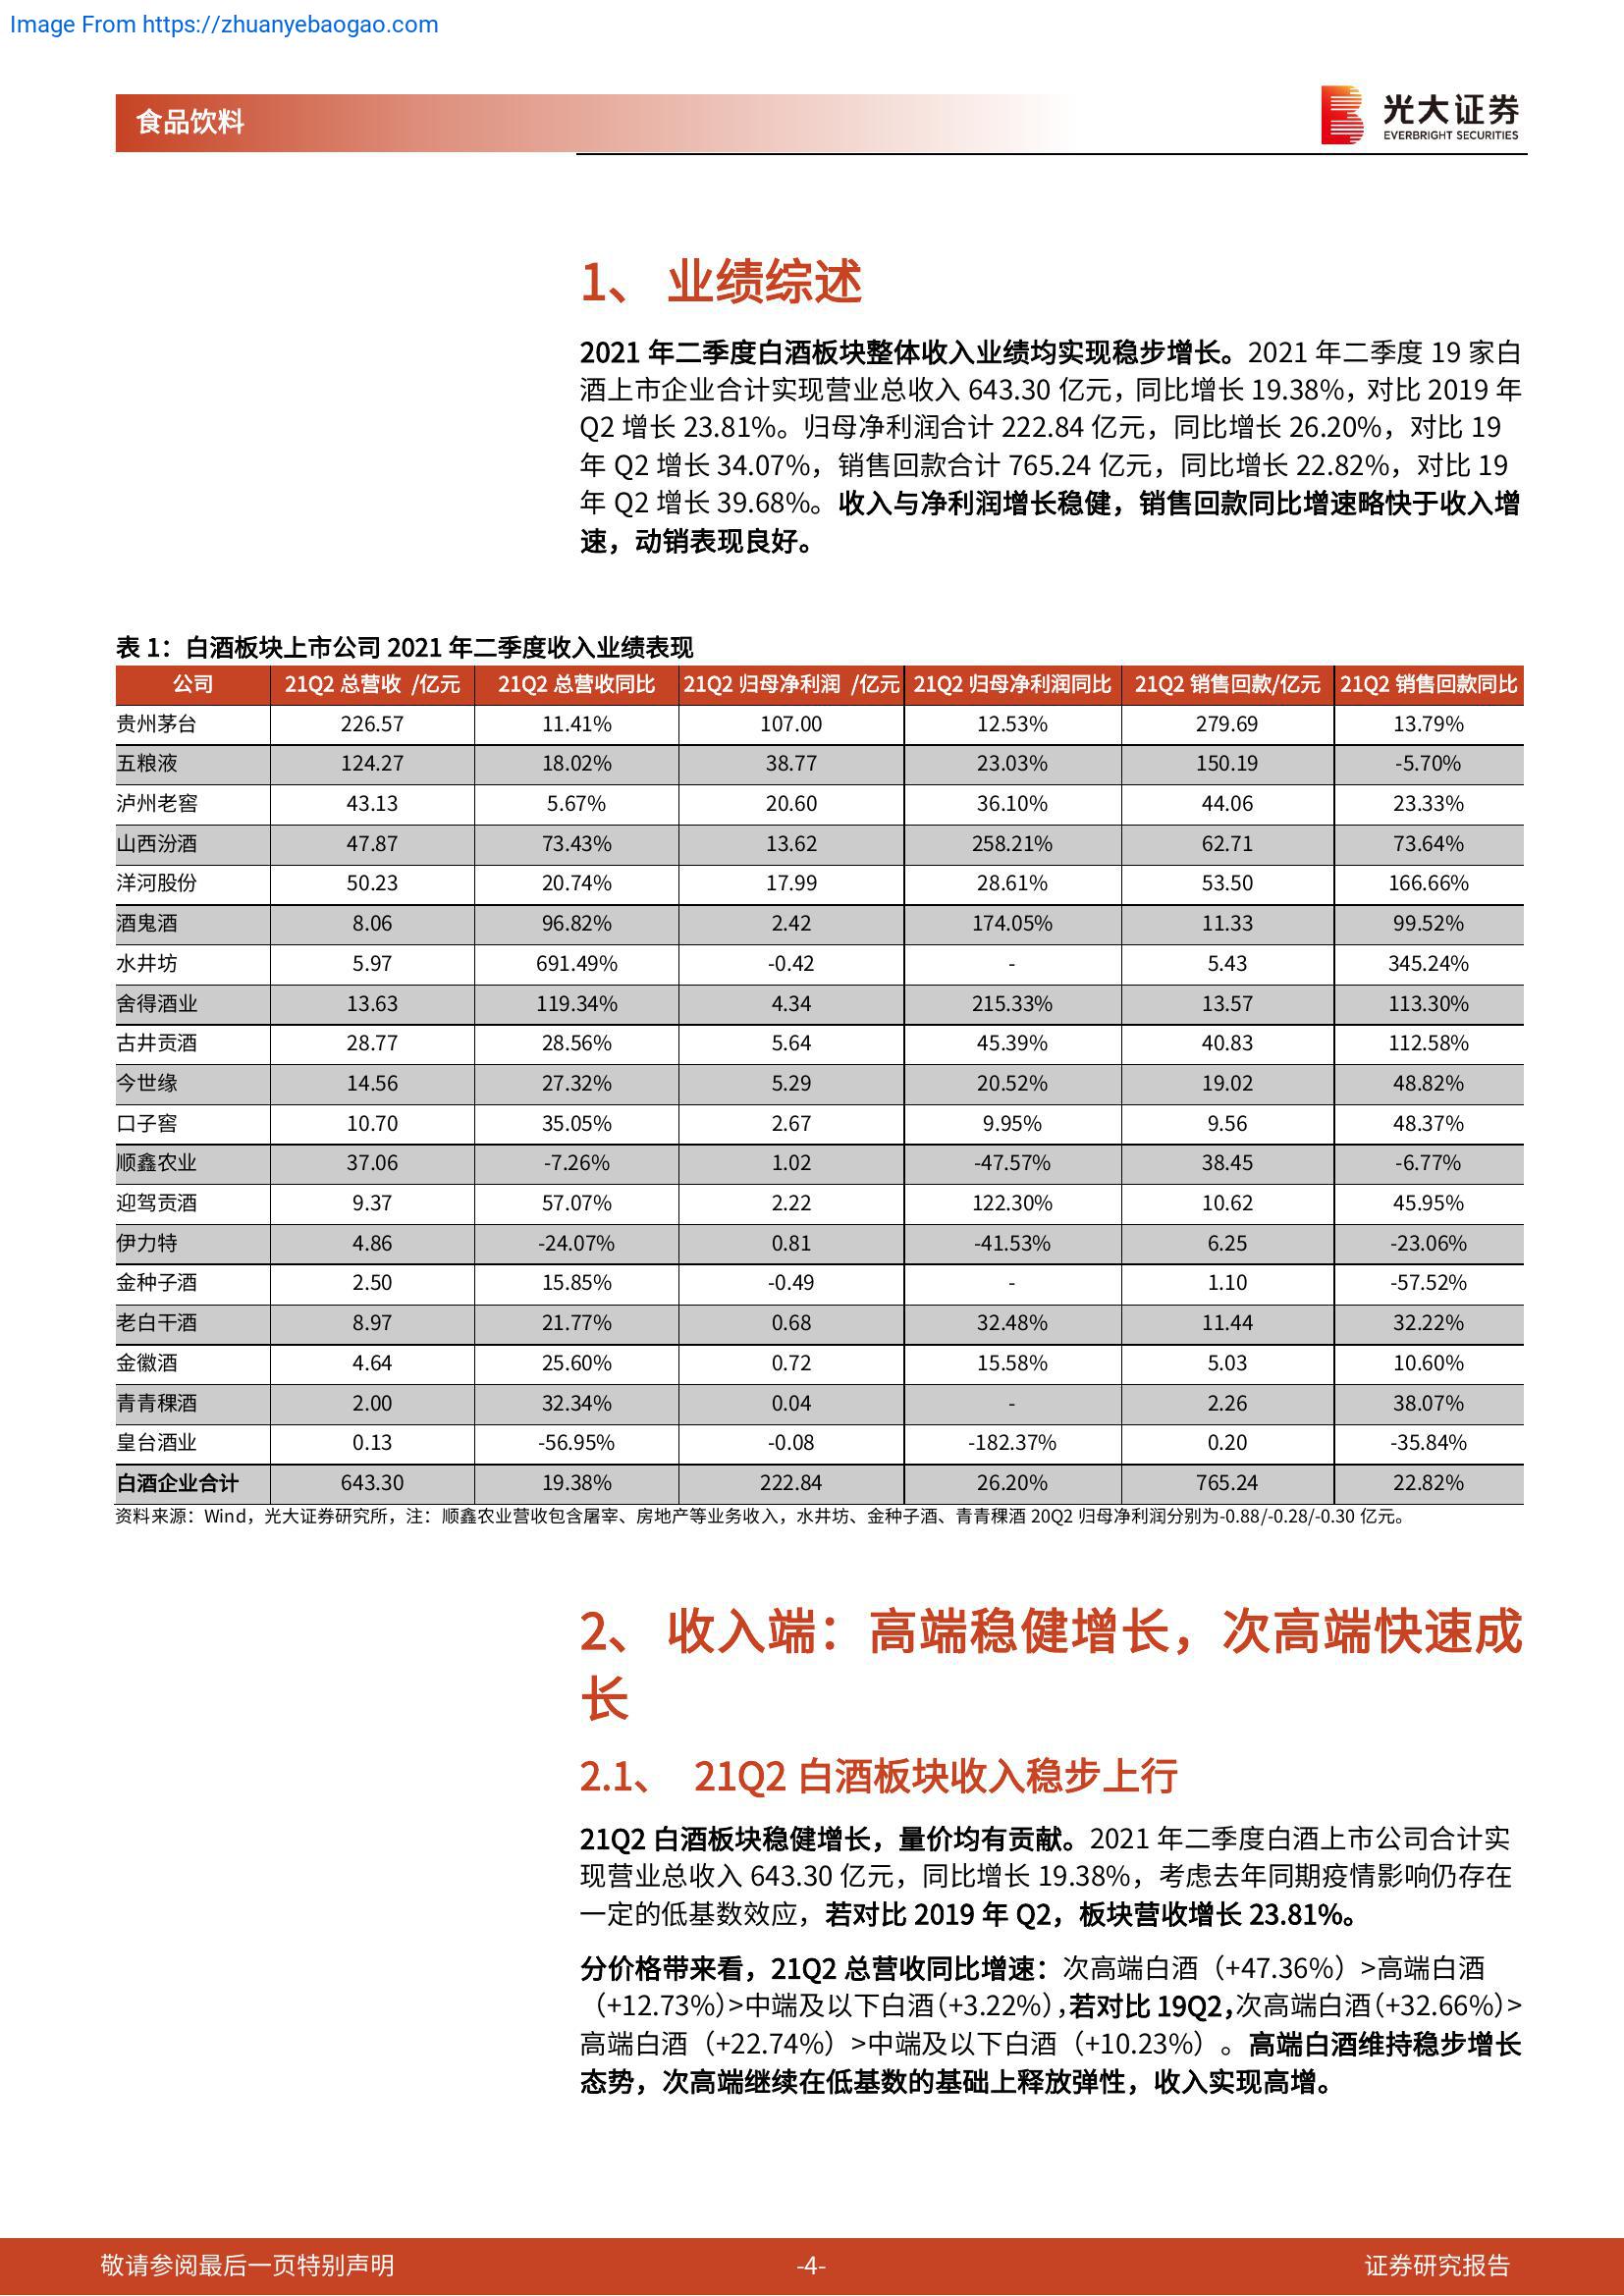 Image From https://zhuanyebaogao.com
食品饮料
光大证券
EVERBRIGHT SECURITIES
1、 业绩综述
2021 年二季度白酒板块整体收入业绩均实现稳步增长。2021 年二季度 19 家白
酒上市企业合计实现营业总收入 643.30 亿元，同比增长 19.38%，对比 2019 年
Q2 增长 23.81%。归母净利润合计 222.84 亿元，同比增长 26.20%，对比 19
年 Q2 增长 34.07%，销售回款合计 765.24 亿元，同比增长 22.82%，对比 19
年 Q2 增长 39.68%。收入与净利润增长稳健，销售回款同比增速略快于收入增
速，动销表现良好。
表 1：白酒板块上市公司 2021 年二季度收入业绩表现
公司 21Q2 总营收 /亿元 21Q2 总营收同比 21Q2 归母净利润 /亿元 21Q2 归母净利润同比 21Q2 销售回款/亿元 21Q2 销售回款同比
贵州茅台 226.57 11.41% 107.00 12.53% 279.69 13.79%
五粮液 124.27 18.02% 38.77 23.03% 150.19 -5.70%
泸州老窖 43.13 5.67% 20.60 36.10% 44.06 23.33%
山西汾酒 47.87 73.43% 13.62 258.21% 62.71 73.64%
洋河股份 50.23 20.74% 17.99 28.61% 53.50 166.66%
酒鬼酒 8.06 96.82% 2.42 174.05% 11.33 99.52%
水井坊 5.97 691.49% -0.42 - 5.43 345.24%
舍得酒业 13.63 119.34% 4.34 215.33% 13.57 113.30%
古井贡酒 28.77 28.56% 5.64 45.39% 40.83 112.58%
今世缘 14.56 27.32% 5.29 20.52% 19.02 48.82%
口子窖 10.70 35.05% 2.67 9.95% 9.56 48.37%
顺鑫农业 37.06 -7.26% 1.02 -47.57% 38.45 -6.77%
迎驾贡酒 9.37 57.07% 2.22 122.30% 10.62 45.95%
伊力特 4.86 -24.07% 0.81 -41.53% 6.25 -23.06%
金种子酒 2.50 15.85% -0.49 - 1.10 -57.52%
老白干酒 8.97 21.77% 0.68 32.48% 11.44 32.22%
金徽酒 4.64 25.60% 0.72 15.58% 5.03 10.60%
青青稞酒 2.00 32.34% 0.04 - 2.26 38.07%
皇台酒业 0.13 -56.95% -0.08 -182.37% 0.20 -35.84%
白酒企业合计 643.30 19.38% 222.84 26.20% 765.24 22.82%
资料来源：Wind，光大证券研究所，注：顺鑫农业营收包含屠宰、房地产等业务收入，水井坊、金种子酒、青青稞酒 20Q2 归母净利润分别为-0.88/-0.28/-0.30 亿元。
2、 收入端：高端稳健增长，次高端快速成
长
2.1、 21Q2 白酒板块收入稳步上行
21Q2 白酒板块稳健增长，量价均有贡献。2021 年二季度白酒上市公司合计实
现营业总收入 643.30 亿元，同比增长 19.38%，考虑去年同期疫情影响仍存在
一定的低基数效应，若对比 2019 年 Q2，板块营收增长 23.81%。
分价格带来看，21Q2 总营收同比增速：次高端白酒（+47.36%）>高端白酒
（+12.73%）>中端及以下白酒（+3.22%），若对比 19Q2，次高端白酒（+32.66%）>
高端白酒（+22.74%）>中端及以下白酒（+10.23%）。高端白酒维持稳步增长
态势，次高端继续在低基数的基础上释放弹性，收入实现高增。
敬请参阅最后一页特别声明 -4- 证券研究报告